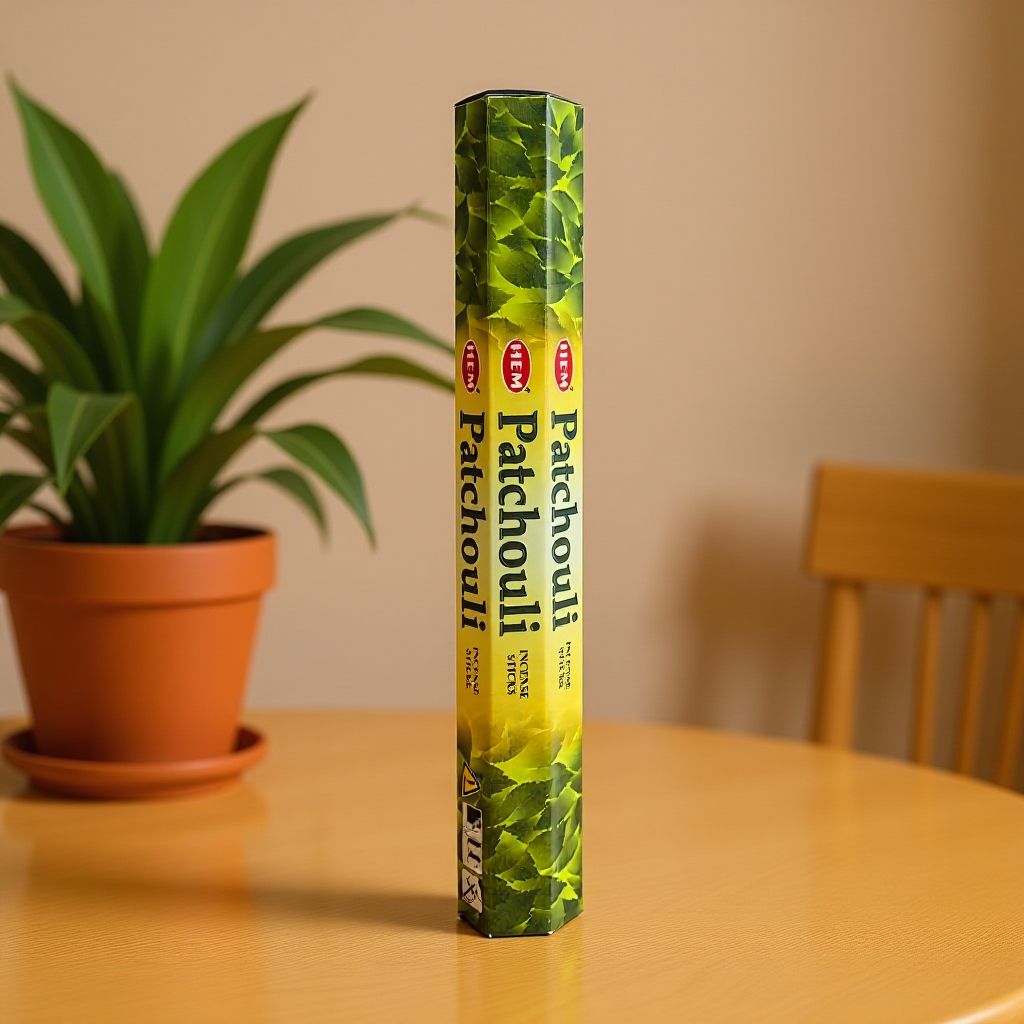 HEM
Patchouli
HEM
Patchouli
INCENSE
STICKS
HEM
Patchouli